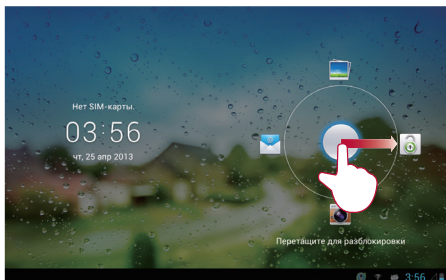 Нет SIM-карты.
03:56
чт, 25 апр 2013
Перетащите для разблокировки
3:56